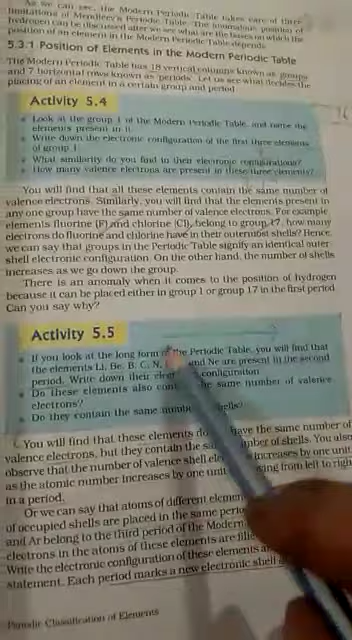 As we can see, the Modern Periodic Table takes care of three
limitations of Mendléev's Periodic Table. The anomalous position of
hydrogen can be discussed after we see what are the bases on which the
position of an element in the Modern Periodic Table depends.
5.3.1 Position of Elements in the Modern Periodic Table
The Modern Periodic Table has 18 vertical columns known as 'groups'
and 7 horizontal rows known as 'periods'. Let us see what decides the
placing of an element in a certain group and period.
Activity 5.4
Look at the group 1 of the Modern Periodic Table, and name the
elements present in it.
Write down the electronic configuration of the first three elements
of group 1.
What similarity do you find in their electronic configurations?
How many valence electrons are present in these three elements?
You will find that all these elements contain the same number of
valence electrons. Similarly, you will find that the elements present in
any one group have the same number of valence electrons. For example,
elements fluorine (F) and chlorine (Cl), belong to group 17, how many
electrons do fluorine and chlorine have in their outermost shells? Hence,
we can say that groups in the Periodic Table signify an identical outer-
shell electronic configuration. On the other hand, the number of shells
increases as we go down the group.
There is an anomaly when it comes to the position of hydrogen
because it can be placed either in group 1 or group 17 in the first period.
Can you say why?
Activity 5.5
If you look at the long form of the Periodic Table, you will find that
the elements Li, Be, B, C, N, and Ne are present in the second
period. Write down their configuration
Do these elements also the same number of valence
electrons?
Do they contain the same shells?
You will find that these elements do have the same number of
valence electrons, but they contain the number of shells. You also
observe that the number of valence shell increases by one unit,
as the atomic number increases by one unit from left to right
in a period.
Or we can say that atoms of different
of occupied shells are placed in the same
and Ar belong to the third period of the Modern
electrons in the atoms of these elements are
Write the electronic configuration of these elements
statement. Each period marks a new electronic shell
Periodic Classification of Elements